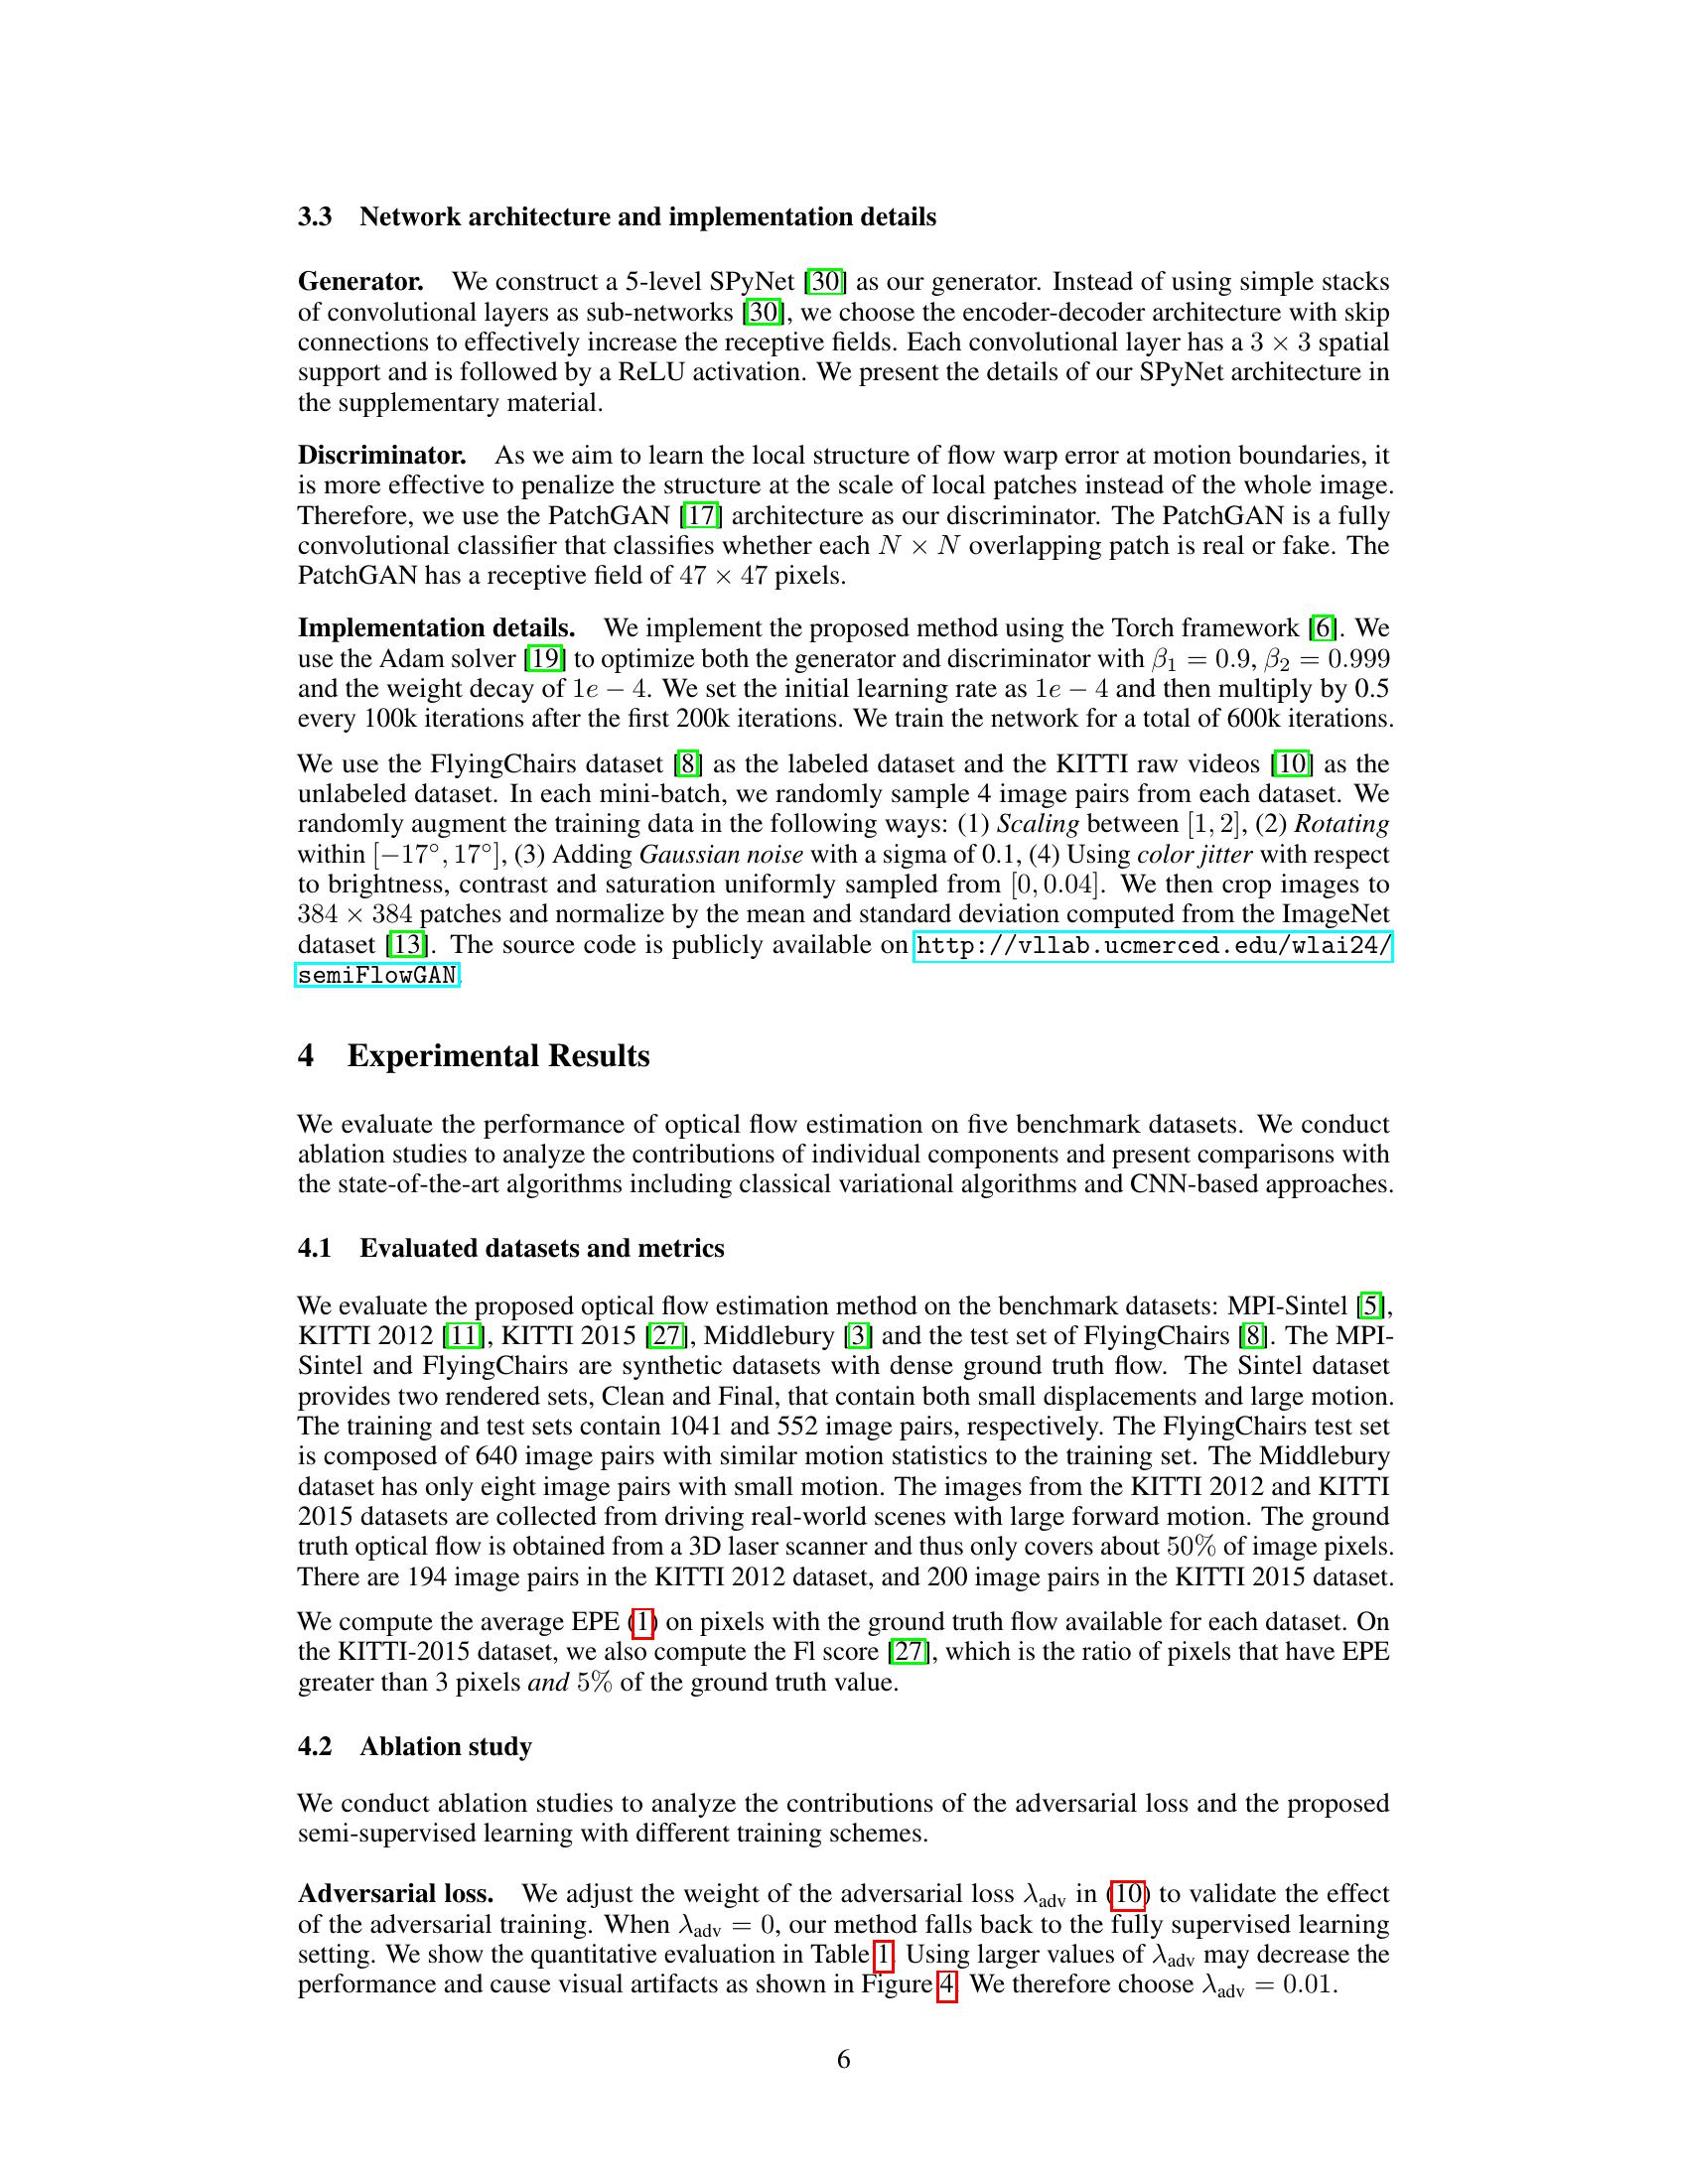 3.3 Network architecture and implementation details
Generator. We construct a 5-level SPyNet [30] as our generator. Instead of using simple stacks
of convolutional layers as sub-networks [30], we choose the encoder-decoder architecture with skip
connections to effectively increase the receptive fields. Each convolutional layer has a 3 × 3 spatial
support and is followed by a ReLU activation. We present the details of our SPyNet architecture in
the supplementary material.
Discriminator. As we aim to learn the local structure of flow warp error at motion boundaries, it
is more effective to penalize the structure at the scale of local patches instead of the whole image.
Therefore, we use the PatchGAN [17] architecture as our discriminator. The PatchGAN is a fully
convolutional classifier that classifies whether each N × N overlapping patch is real or fake. The
PatchGAN has a receptive field of 47 × 47 pixels.
Implementation details. We implement the proposed method using the Torch framework [6]. We
use the Adam solver [19] to optimize both the generator and discriminator with β₁ = 0.9, β₂ = 0.999
and the weight decay of 1e − 4. We set the initial learning rate as 1e − 4 and then multiply by 0.5
every 100k iterations after the first 200k iterations. We train the network for a total of 600k iterations.
We use the FlyingChairs dataset [8] as the labeled dataset and the KITTI raw videos [10] as the
unlabeled dataset. In each mini-batch, we randomly sample 4 image pairs from each dataset. We
randomly augment the training data in the following ways: (1) Scaling between [1, 2], (2) Rotating
within [−17°, 17°], (3) Adding Gaussian noise with a sigma of 0.1, (4) Using color jitter with respect
to brightness, contrast and saturation uniformly sampled from [0, 0.04]. We then crop images to
384 × 384 patches and normalize by the mean and standard deviation computed from the ImageNet
dataset [13]. The source code is publicly available on http://vllab.ucmerced.edu/wlai24/
semiFlowGAN.
4 Experimental Results
We evaluate the performance of optical flow estimation on five benchmark datasets. We conduct
ablation studies to analyze the contributions of individual components and present comparisons with
the state-of-the-art algorithms including classical variational algorithms and CNN-based approaches.
4.1 Evaluated datasets and metrics
We evaluate the proposed optical flow estimation method on the benchmark datasets: MPI-Sintel [5],
KITTI 2012 [11], KITTI 2015 [27], Middlebury [3] and the test set of FlyingChairs [8]. The MPI-
Sintel and FlyingChairs are synthetic datasets with dense ground truth flow. The Sintel dataset
provides two rendered sets, Clean and Final, that contain both small displacements and large motion.
The training and test sets contain 1041 and 552 image pairs, respectively. The FlyingChairs test set
is composed of 640 image pairs with similar motion statistics to the training set. The Middlebury
dataset has only eight image pairs with small motion. The images from the KITTI 2012 and KITTI
2015 datasets are collected from driving real-world scenes with large forward motion. The ground
truth optical flow is obtained from a 3D laser scanner and thus only covers about 50% of image pixels.
There are 194 image pairs in the KITTI 2012 dataset, and 200 image pairs in the KITTI 2015 dataset.
We compute the average EPE (1) on pixels with the ground truth flow available for each dataset. On
the KITTI-2015 dataset, we also compute the Fl score [27], which is the ratio of pixels that have EPE
greater than 3 pixels and 5% of the ground truth value.
4.2 Ablation study
We conduct ablation studies to analyze the contributions of the adversarial loss and the proposed
semi-supervised learning with different training schemes.
Adversarial loss. We adjust the weight of the adversarial loss λadv in (10) to validate the effect
of the adversarial training. When λadv = 0, our method falls back to the fully supervised learning
setting. We show the quantitative evaluation in Table 1. Using larger values of λadv may decrease the
performance and cause visual artifacts as shown in Figure 4. We therefore choose λadv = 0.01.
6